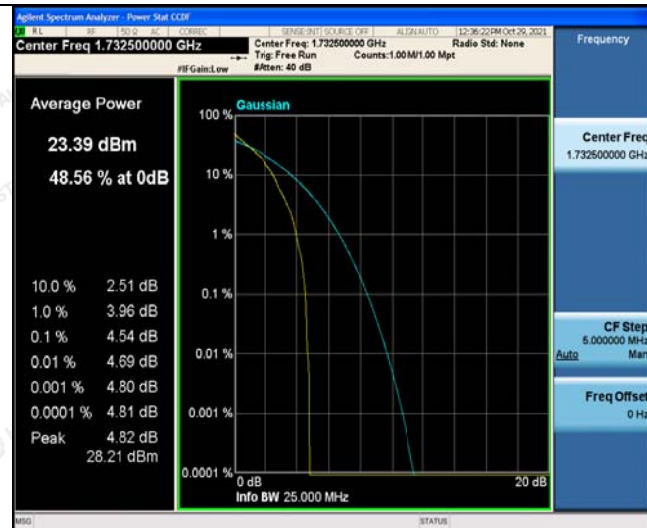 Agilent Spectrum Analyzer - Power Stat CCDF
RL RF 50 Ω AC CORREC SENSE:INT SOURCE OFF ALIGN AUTO 12:36:22 PM Oct 29, 2021
Center Freq 1.732500000 GHz
Center Freq: 1.732500000 GHz Radio Std: None
Trig: Free Run Counts:1.00 M/1.00 Mpt
#IFGain:Low #Atten: 40 dB
Frequency
Average Power
23.39 dBm
48.56 % at 0dB
10.0 % 2.51 dB
1.0 % 3.96 dB
0.1 % 4.54 dB
0.01 % 4.69 dB
0.001 % 4.80 dB
0.0001 % 4.81 dB
Peak 4.82 dB
28.21 dBm
Gaussian
100 %
10 %
1 %
0.1 %
0.01 %
0.001 %
0.0001 %
0 dB 20 dB
Info BW 25.000 MHz
Center Freq
1.732500000 GHz
CF Step
5.000000 MHz
Auto Man
Freq Offset
0 Hz
MSG STATUS